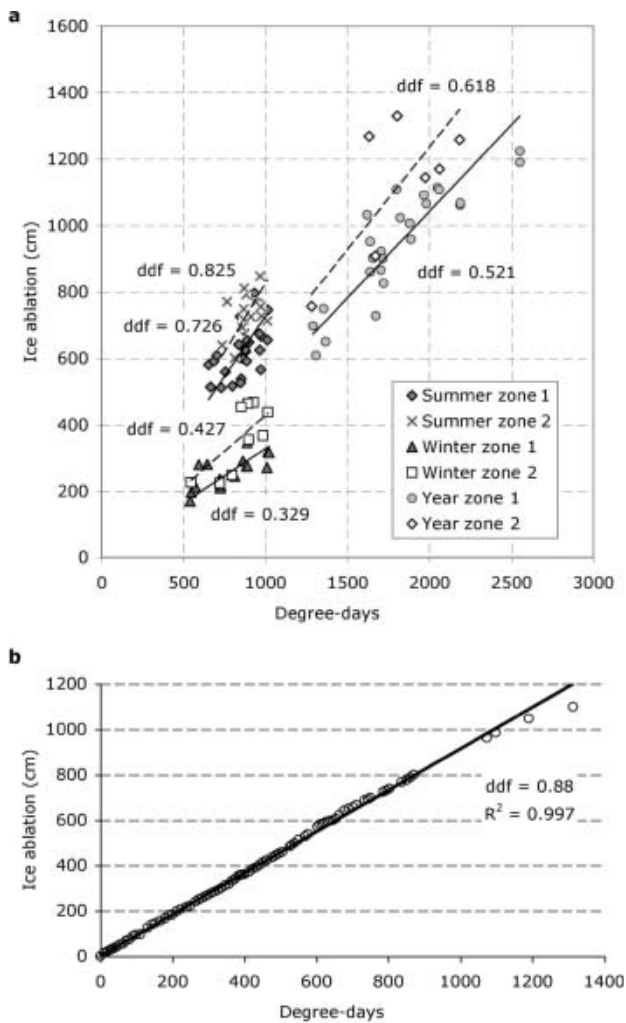 a
1600
1400
1200
1000
800
600
400
200
0
Ice ablation (cm)
ddf = 0.618
ddf = 0.825
ddf = 0.726
ddf = 0.521
ddf = 0.427
ddf = 0.329
Summer zone 1
Summer zone 2
Winter zone 1
Winter zone 2
Year zone 1
Year zone 2
0 500 1000 1500 2000 2500 3000
Degree-days
b
1200
1000
800
600
400
200
0
Ice ablation (cm)
ddf = 0.88
R² = 0.997
0 200 400 600 800 1000 1200 1400
Degree-days